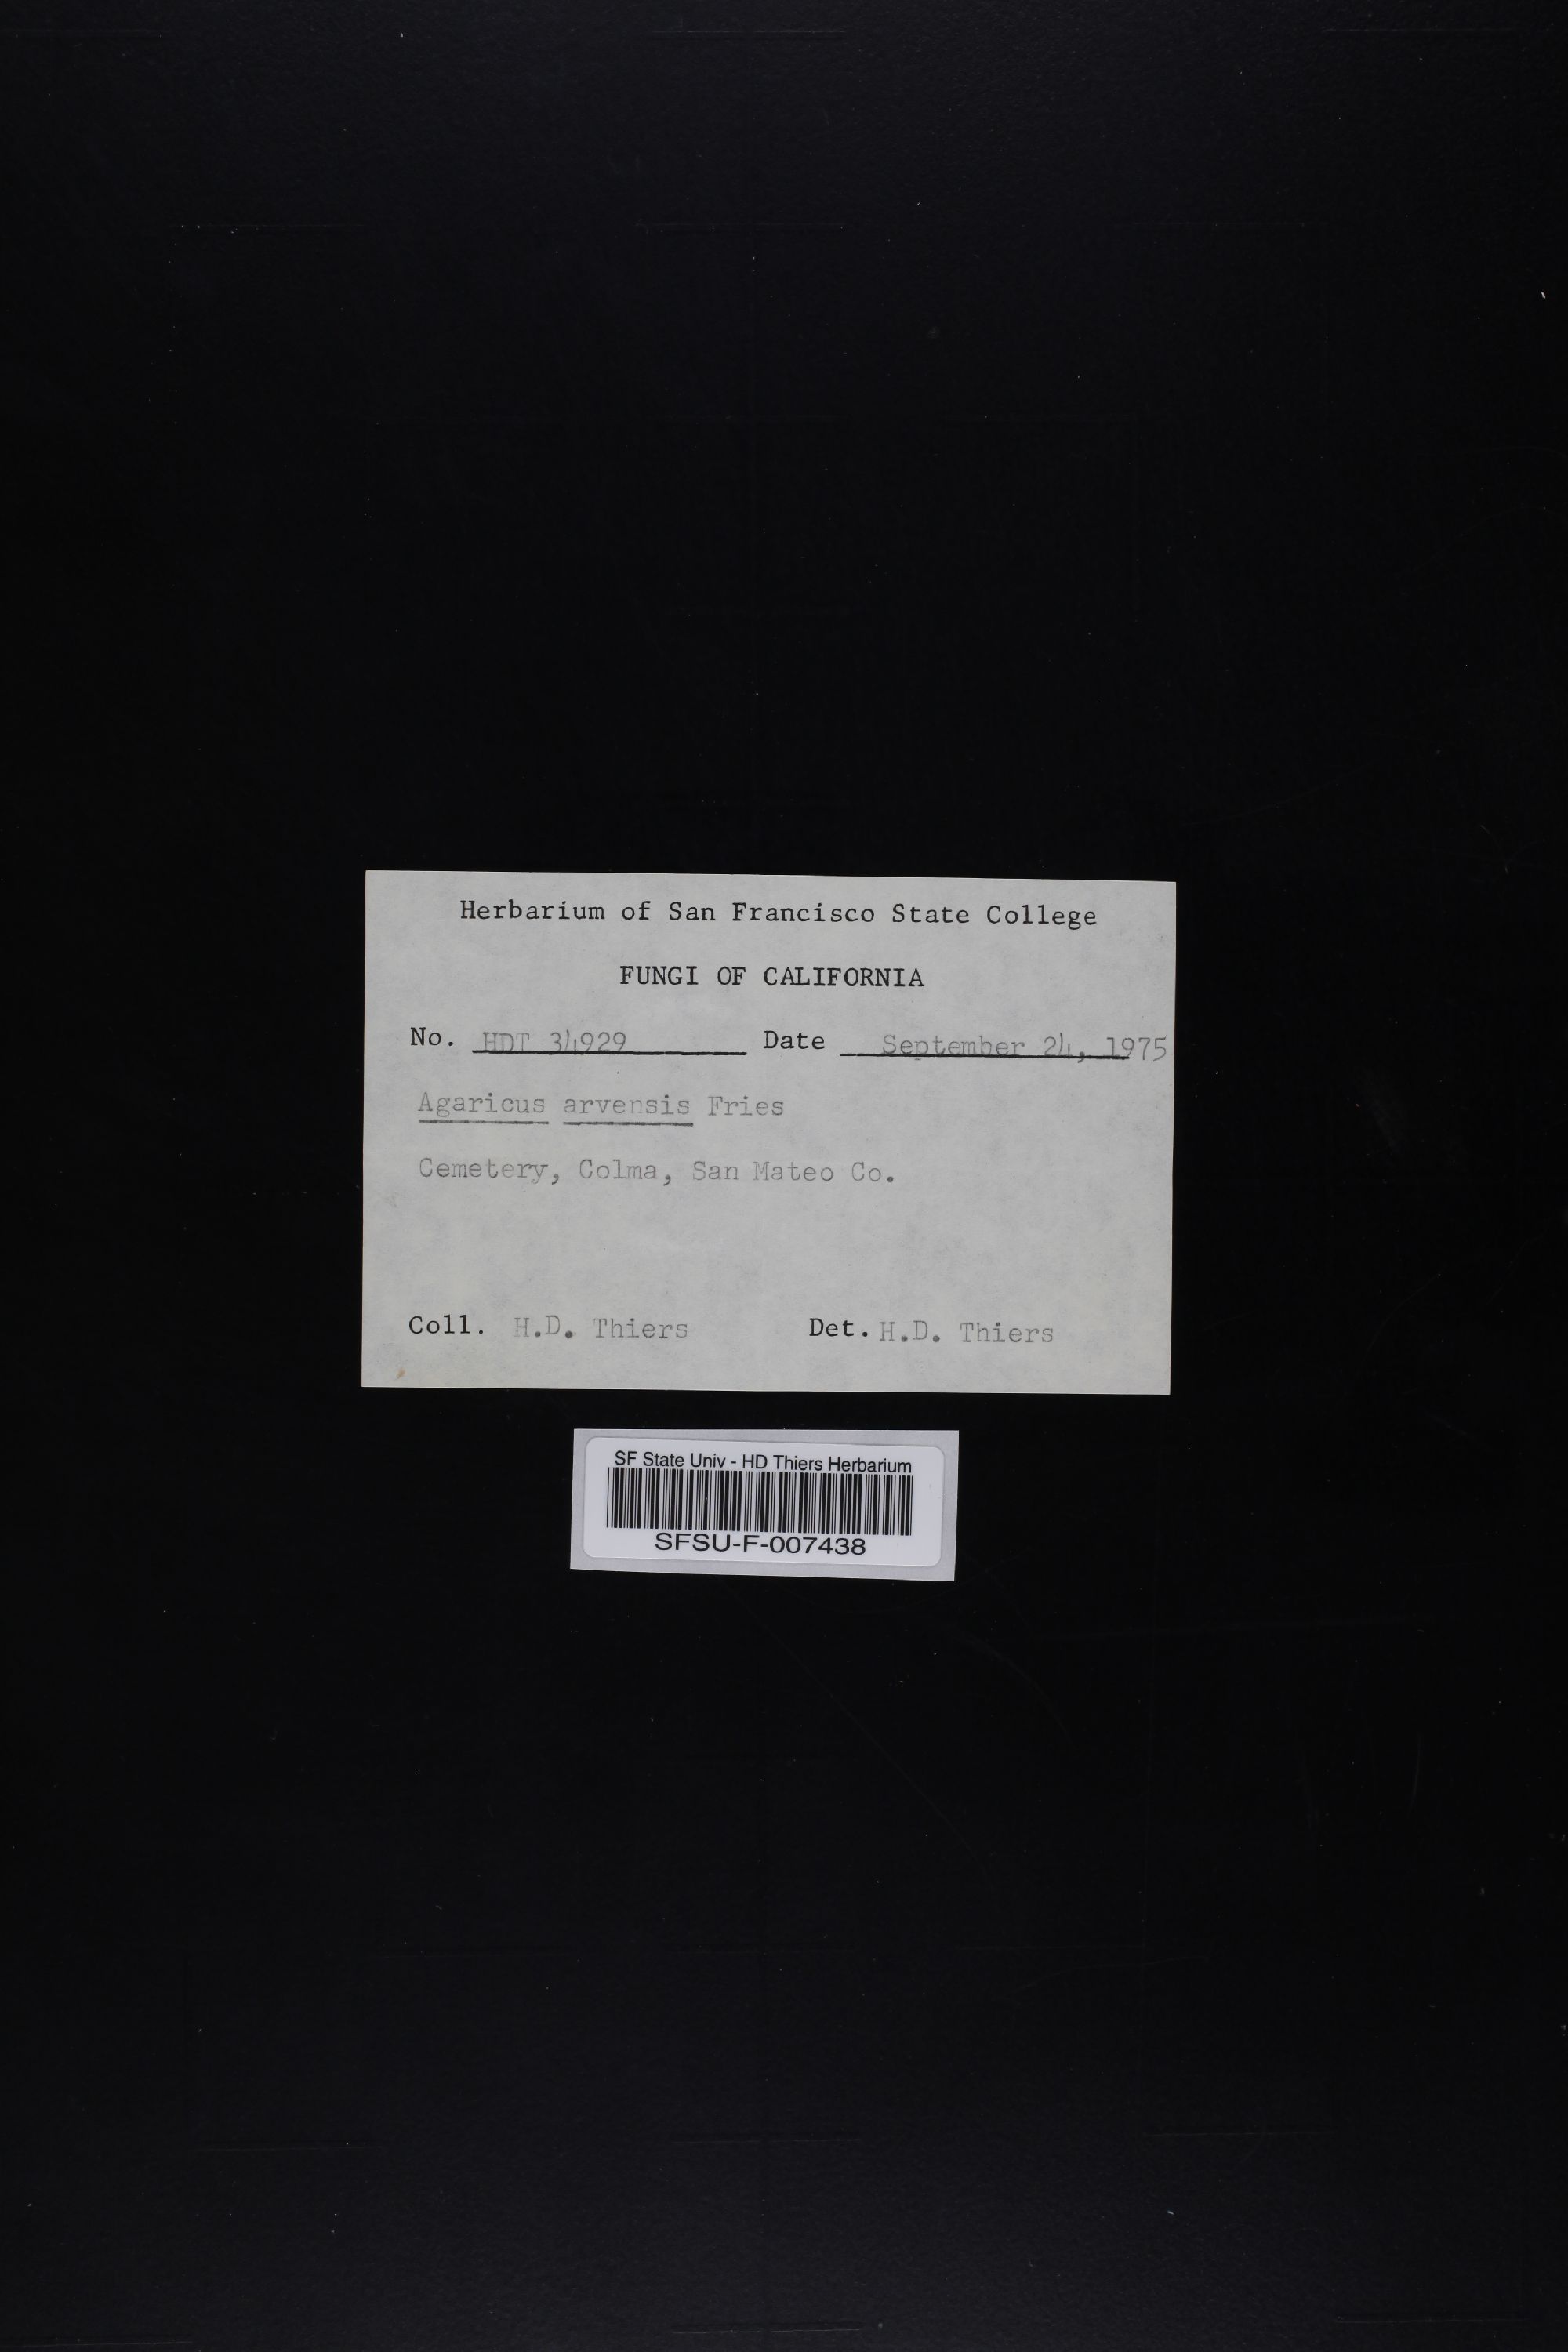 Herbarium of San Francisco State College
FUNGI OF CALIFORNIA
No. HDT 34929 Date September 24, 1975
Agaricus arvensis Fries
Cemetery, Colma, San Mateo Co.
Coll. H.D. Thiers Det. H.D. Thiers
SF State Univ - HD Thiers Herbarium
SFSU-F-007438